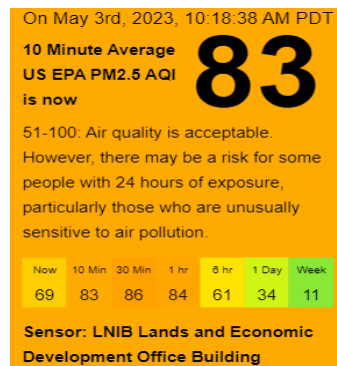 On May 3rd, 2023, 10:18:38 AM PDT
10 Minute Average
US EPA PM2.5 AQI
is now
83
51-100: Air quality is acceptable.
However, there may be a risk for some
people with 24 hours of exposure,
particularly those who are unusually
sensitive to air pollution.
Now 10 Min 30 Min 1 hr 6 hr 1 Day Week
69 83 86 84 61 34 11
Sensor: LNIB Lands and Economic
Development Office Building